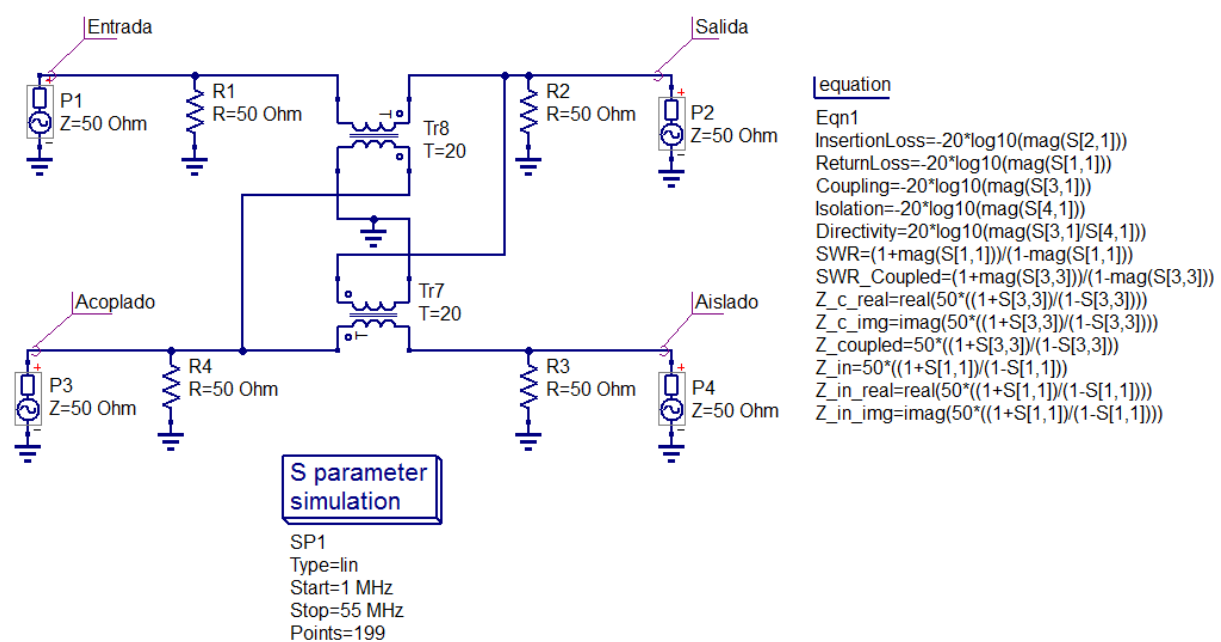 Entrada
Salida
P1
Z=50 Ohm
R1
R=50 Ohm
T
Tr8
T=20
R2
R=50 Ohm
P2
Z=50 Ohm
equation
Eqn1
InsertionLoss=-20*log10(mag(S[2,1]))
ReturnLoss=-20*log10(mag(S[1,1]))
Coupling=-20*log10(mag(S[3,1]))
Isolation=-20*log10(mag(S[4,1]))
Directivity=20*log10(mag(S[3,1]/S[4,1]))
SWR=(1+mag(S[1,1]))/(1-mag(S[1,1]))
SWR_Coupled=(1+mag(S[3,3]))/(1-mag(S[3,3]))
Z_c_real=real(50*((1+S[3,3])/(1-S[3,3])))
Z_c_img=imag(50*((1+S[3,3])/(1-S[3,3])))
Z_coupled=50*((1+S[3,3])/(1-S[3,3]))
Z_in=50*((1+S[1,1])/(1-S[1,1]))
Z_in_real=real(50*((1+S[1,1])/(1-S[1,1])))
Z_in_img=imag(50*((1+S[1,1])/(1-S[1,1])))
Acoplado
Aislado
Tr7
T=20
T
P3
Z=50 Ohm
R4
R=50 Ohm
R3
R=50 Ohm
P4
Z=50 Ohm
S parameter
simulation
SP1
Type=lin
Start=1 MHz
Stop=55 MHz
Points=199